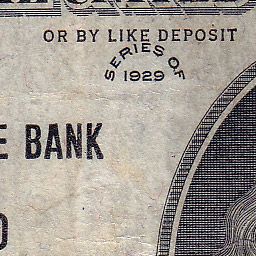 OR BY LIKE DEPOSIT
SERIES OF
1929
E BANK